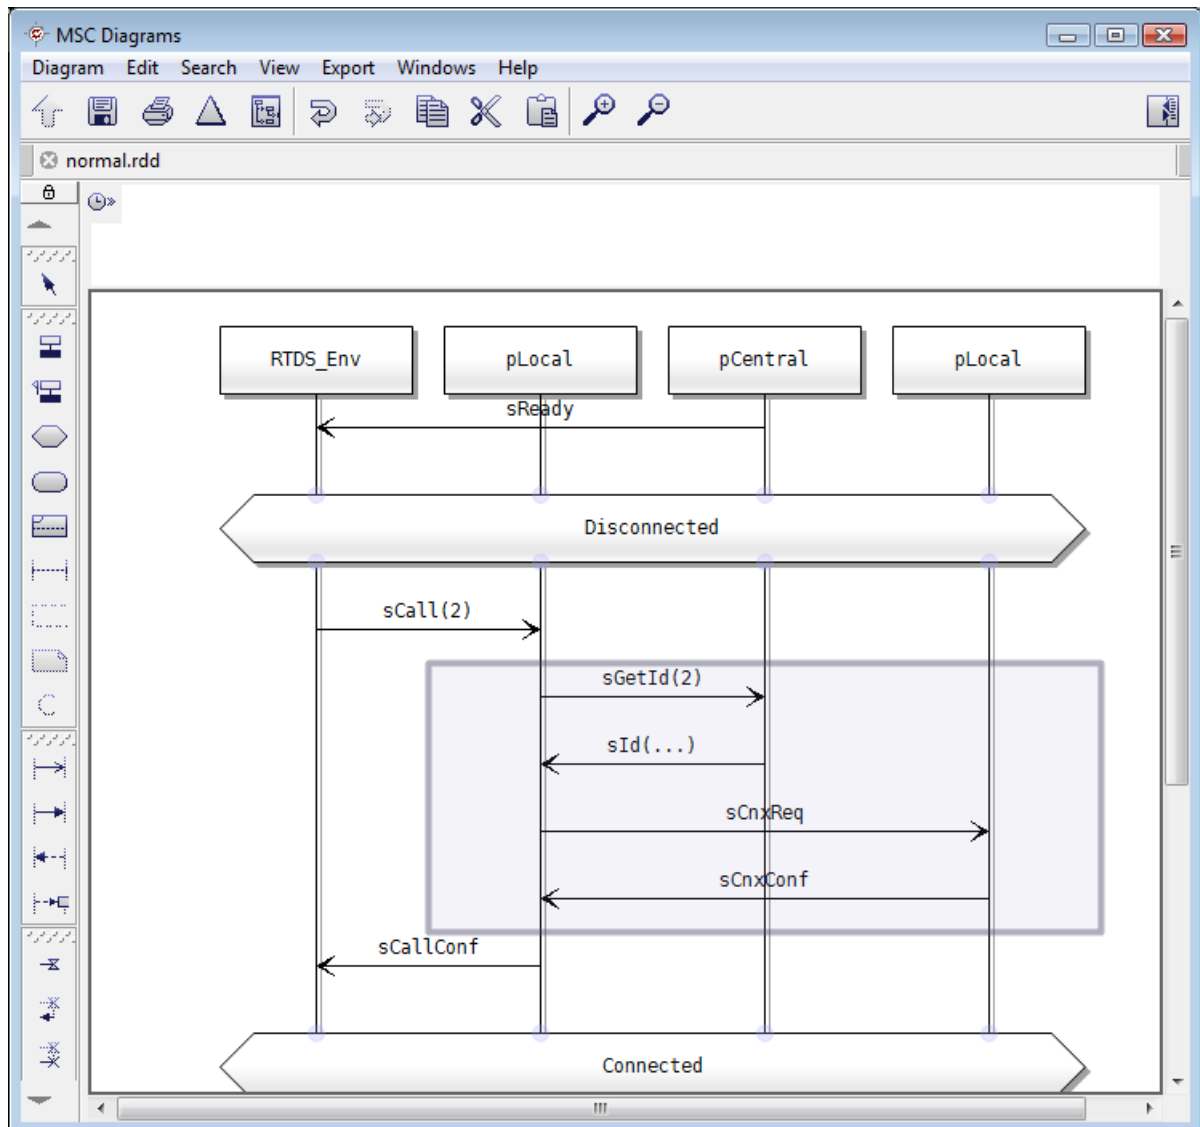 MSC Diagrams
Diagram Edit Search View Export Windows Help
normal.rdd
RTDS_Env pLocal pCentral pLocal
sReady
Disconnected
sCall(2)
sGetId(2)
sId(...)
sCnxReq
sCnxConf
sCallConf
Connected